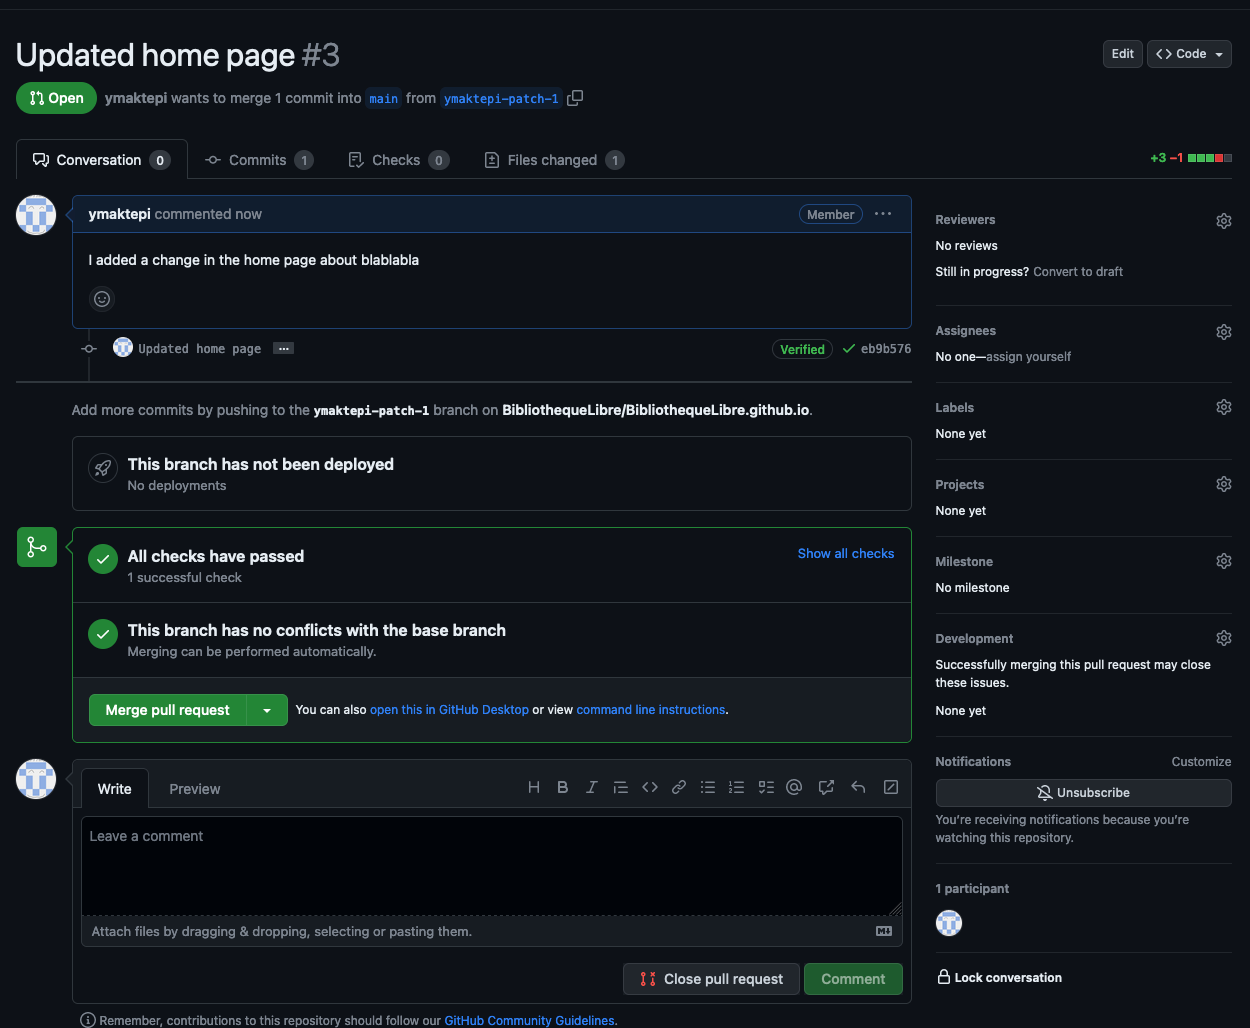 Updated home page #3
Edit
Code
Open
ymaktepi wants to merge 1 commit into main from ymaktepi-patch-1
Conversation 0
Commits 1
Checks 0
Files changed 1
+3 −1
ymaktepi commented now
Member
I added a change in the home page about blablabla
Updated home page
Verified
eb9b576
Add more commits by pushing to the ymaktepi-patch-1 branch on BibliothequeLibre/BibliothequeLibre.github.io.
This branch has not been deployed
No deployments
All checks have passed
1 successful check
Show all checks
This branch has no conflicts with the base branch
Merging can be performed automatically.
Merge pull request
You can also open this in GitHub Desktop or view command line instructions.
Write
Preview
Leave a comment
Attach files by dragging & dropping, selecting or pasting them.
Close pull request
Comment
Remember, contributions to this repository should follow our GitHub Community Guidelines.
Reviewers
No reviews
Still in progress? Convert to draft
Assignees
No one—assign yourself
Labels
None yet
Projects
None yet
Milestone
No milestone
Development
Successfully merging this pull request may close
these issues.
None yet
Notifications
Customize
Unsubscribe
You’re receiving notifications because you’re
watching this repository.
1 participant
Lock conversation